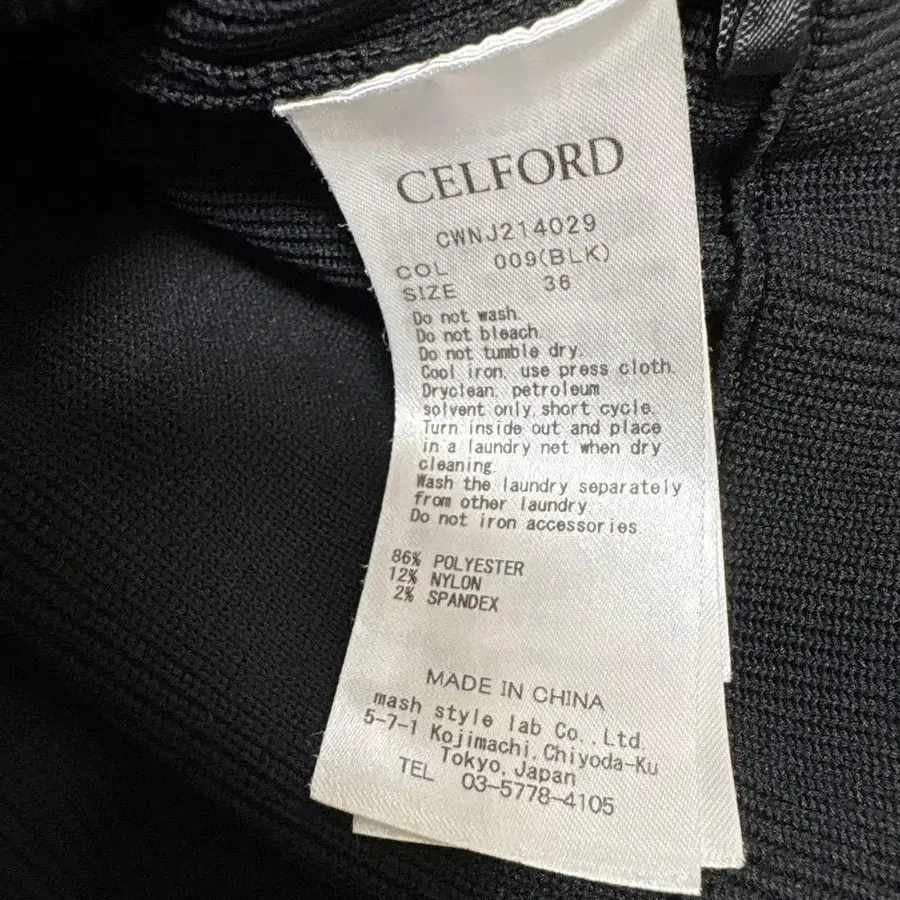 CELFORD
CWNJ214029
COL 009(BLK)
SIZE 36
Do not wash.
Do not bleach.
Do not tumble dry.
Cool iron, use press cloth.
Dryclean, petroleum
solvent only, short cycle.
Turn inside out and place
in a laundry net when dry
cleaning.
Wash the laundry separately
from other laundry.
Do not iron accessories.
86% POLYESTER
12% NYLON
2% SPANDEX
MADE IN CHINA
mash style lab Co.,Ltd.
5-7-1 Kojimachi,Chiyoda-Ku
Tokyo,Japan
TEL 03-5778-4105